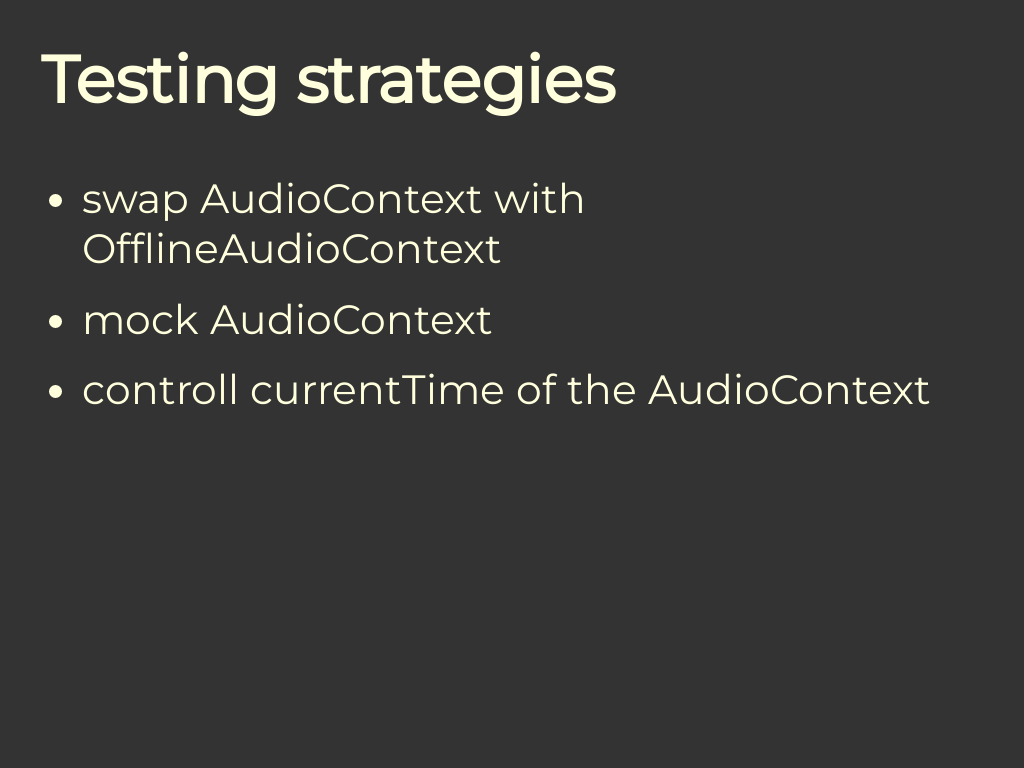 Testing strategies
• swap AudioContext with
OfflineAudioContext
• mock AudioContext
• controll currentTime of the AudioContext